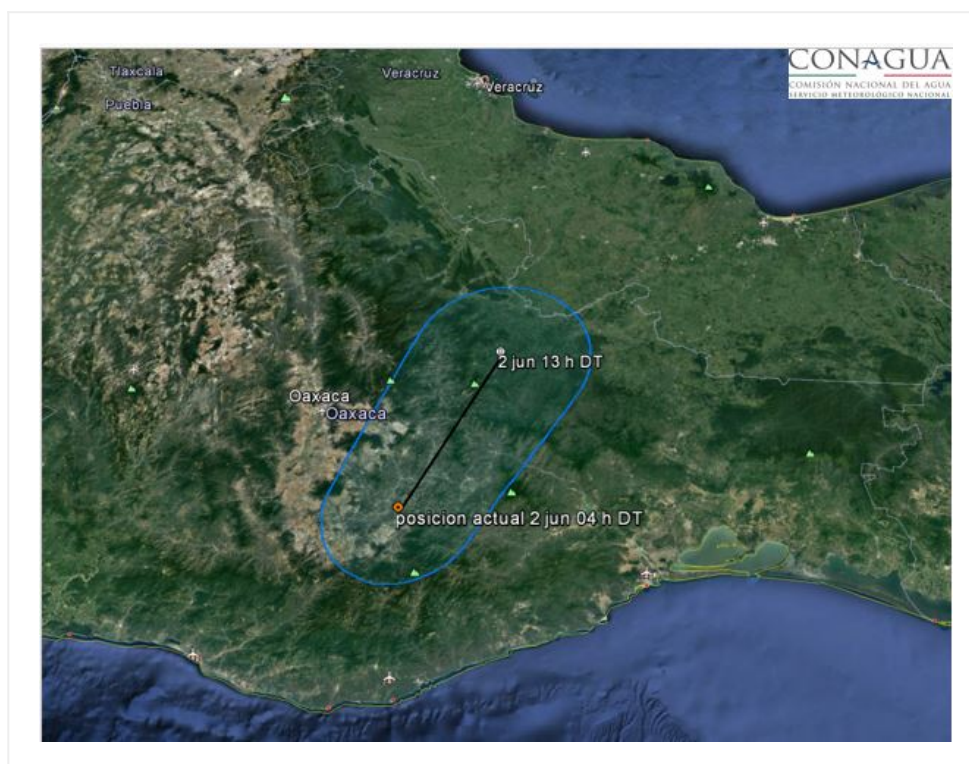 CONAGUA
COMISIÓN NACIONAL DEL AGUA
SERVICIO METEOROLÓGICO NACIONAL
Tlaxcala
Veracruz
Veracruz
Puebla
2 jun 13 h DT
Oaxaca
Oaxaca
posicion actual 2 jun 04 h DT